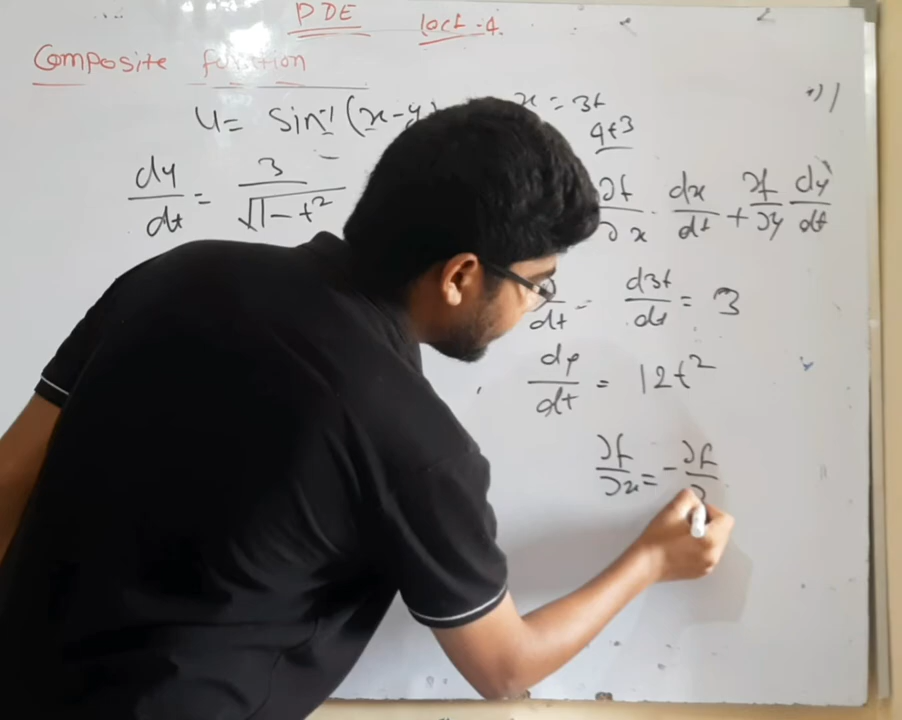 PDE Lect-4.
Composite function
u = sin⁻¹(x-y) x = 3t
4t3
dy/dt = 3/√1-t² ∂f/∂x · dx/dt + ∂f/∂y dy/dt
dt = d3t/dt = 3
dy/dt = 12t²
∂f/∂x = - ∂f/∂